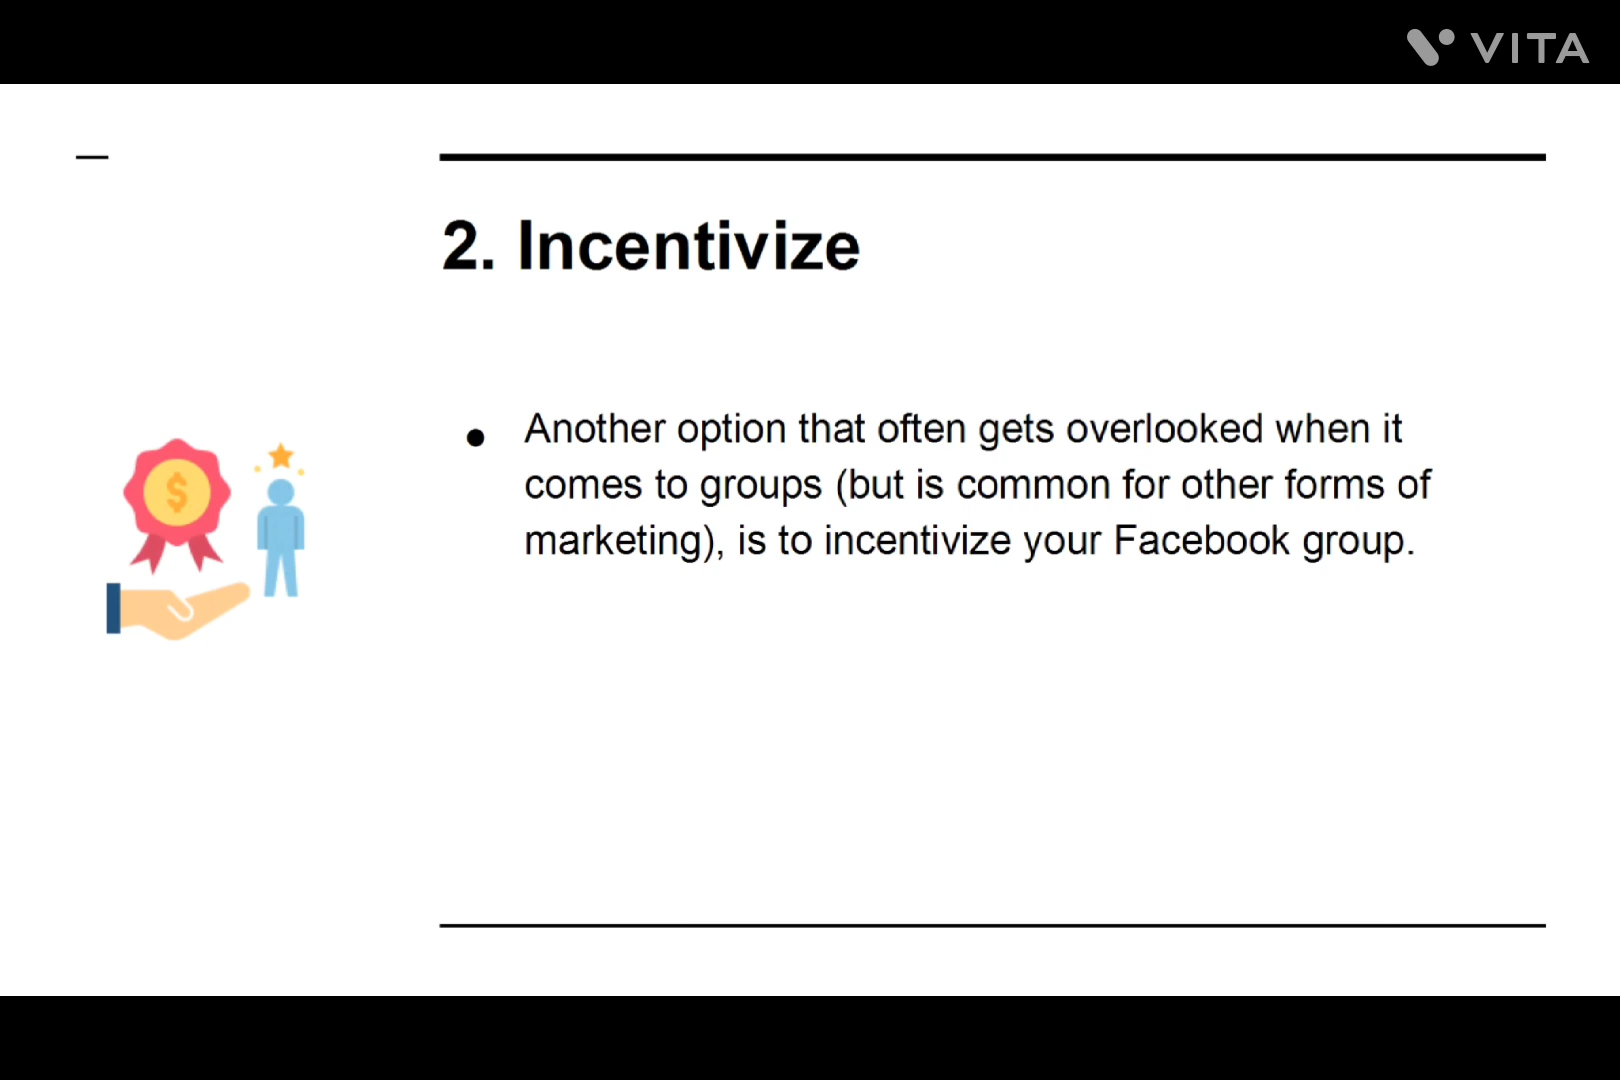 VITA
2. Incentivize
● Another option that often gets overlooked when it
comes to groups (but is common for other forms of
marketing), is to incentivize your Facebook group.
$